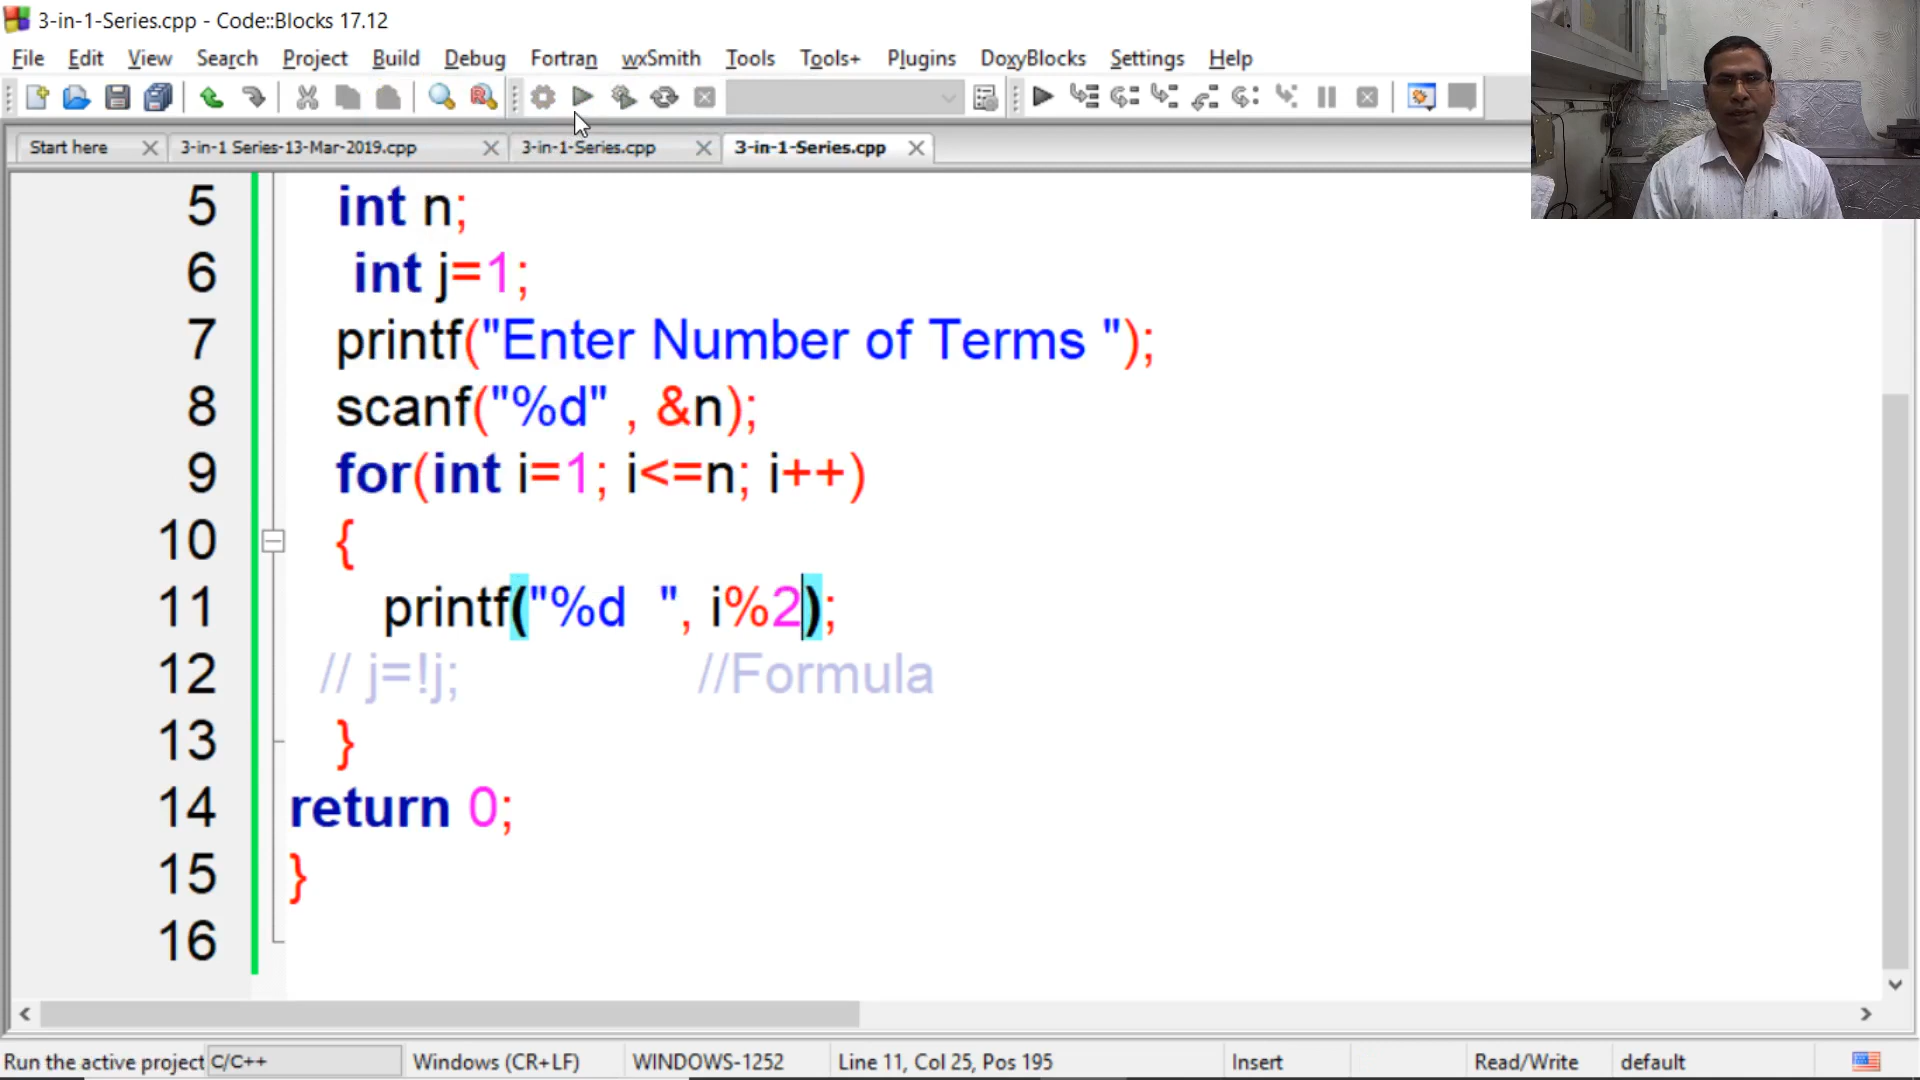 3-in-1-Series.cpp - Code::Blocks 17.12
File Edit View Search Project Build Debug Fortran wxSmith Tools Tools+ Plugins DoxyBlocks Settings Help
Start here 3-in-1 Series-13-Mar-2019.cpp 3-in-1-Series.cpp 3-in-1-Series.cpp
5 int n;
6 int j=1;
7 printf("Enter Number of Terms ");
8 scanf("%d" , &n);
9 for(int i=1; i<=n; i++)
10 {
11 printf("%d  ", i%2);
12 // j=!j; //Formula
13 }
14 return 0;
15 }
16
Run the active project C/C++ Windows (CR+LF) WINDOWS-1252 Line 11, Col 25, Pos 195 Insert Read/Write default